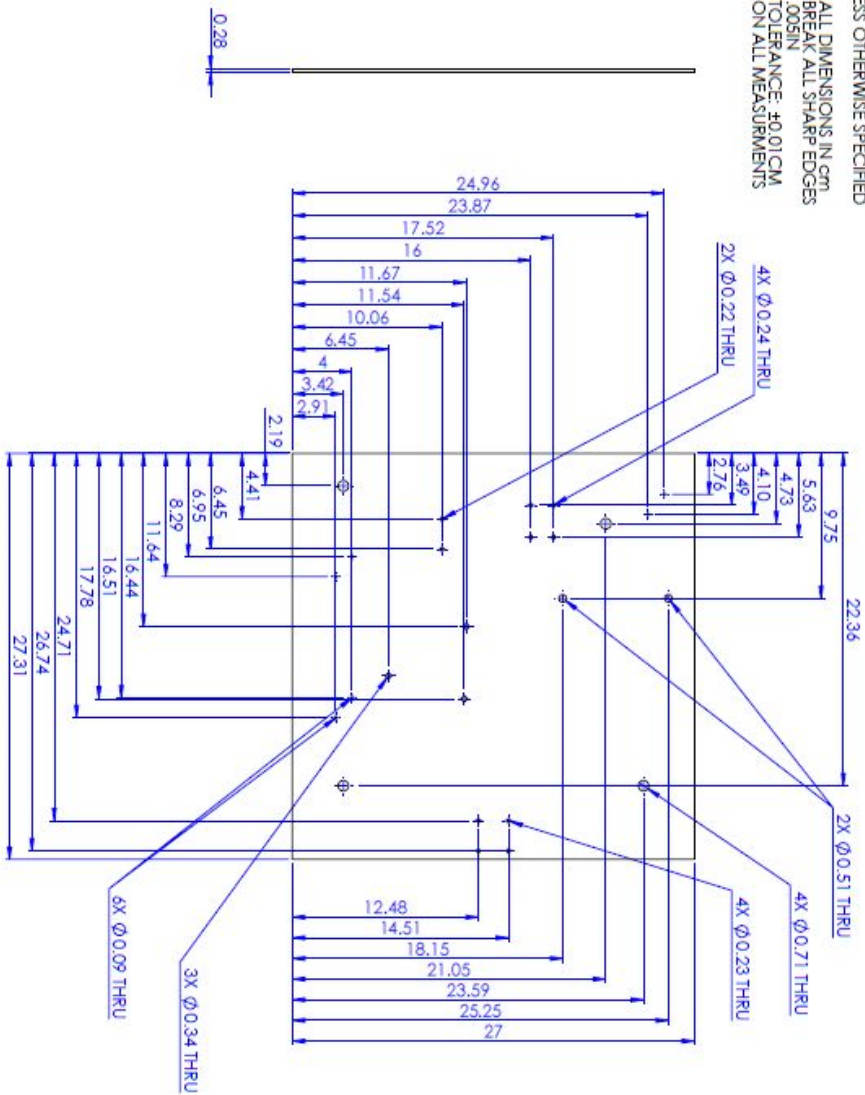 ESS OTHERWISE SPECIFIED
ALL DIMENSIONS IN cm
BREAK ALL SHARP EDGES
.005IN
TOLERANCE: ±0.01CM
ON ALL MEASURMENTS
0.28
24.96
23.87
17.52
16
11.67
11.54
10.06
6.45
4
3.42
2.91
4X Ø0.24 THRU
2X Ø0.22 THRU
2.19
4.41
6.45
6.95
8.29
11.64
16.44
16.51
17.78
24.71
26.74
27.31
2.76
3.49
4.10
4.73
5.63
9.75
22.36
2X Ø0.51 THRU
4X Ø0.71 THRU
4X Ø0.23 THRU
12.48
14.51
18.15
21.05
23.59
25.25
27
3X Ø0.34 THRU
6X Ø0.09 THRU